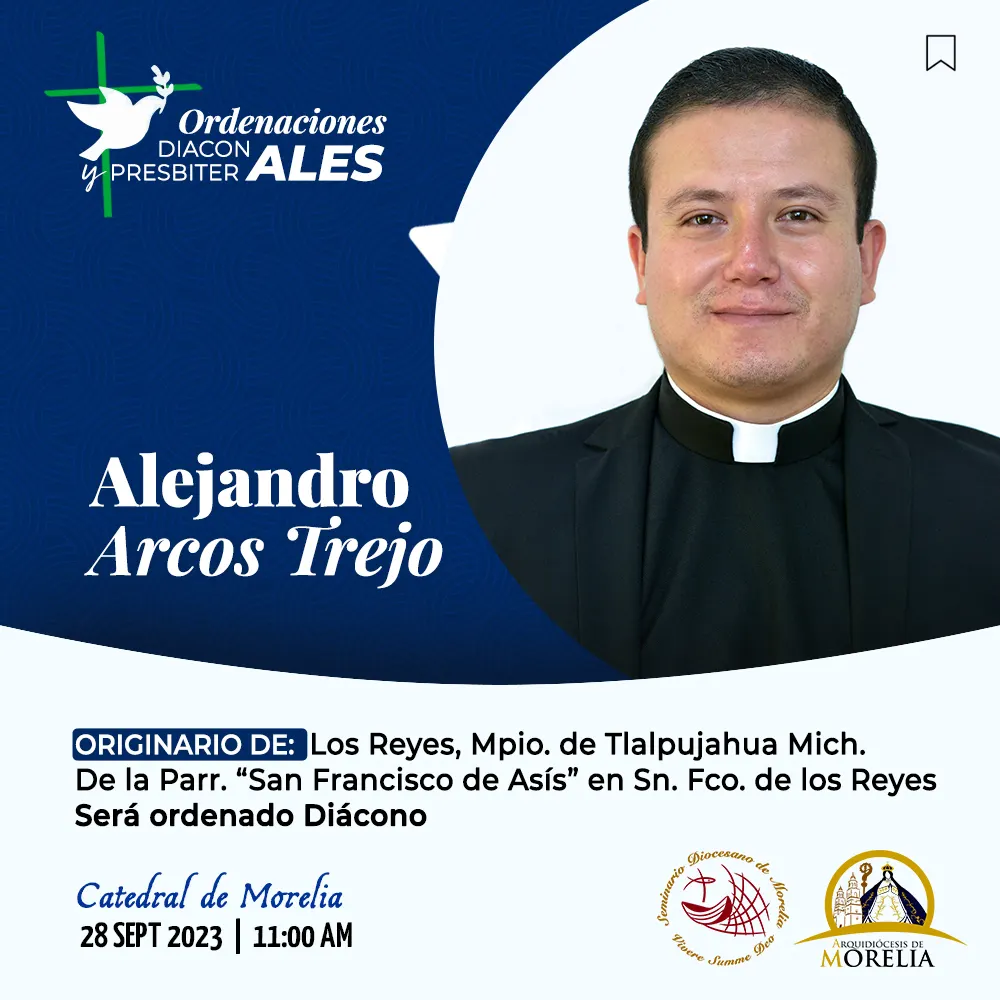 Ordenaciones
DIACON
y PRESBITER ALES
Alejandro
Arcos Trejo
ORIGINARIO DE: Los Reyes, Mpio. de Tlalpujahua Mich.
De la Parr. “San Francisco de Asís” en Sn. Fco. de los Reyes
Será ordenado Diácono
Catedral de Morelia
28 SEPT 2023 | 11:00 AM
Seminario Diocesano de Morelia
Vivere Summe Deo
ARQUIDIÓCESIS DE
MORELIA